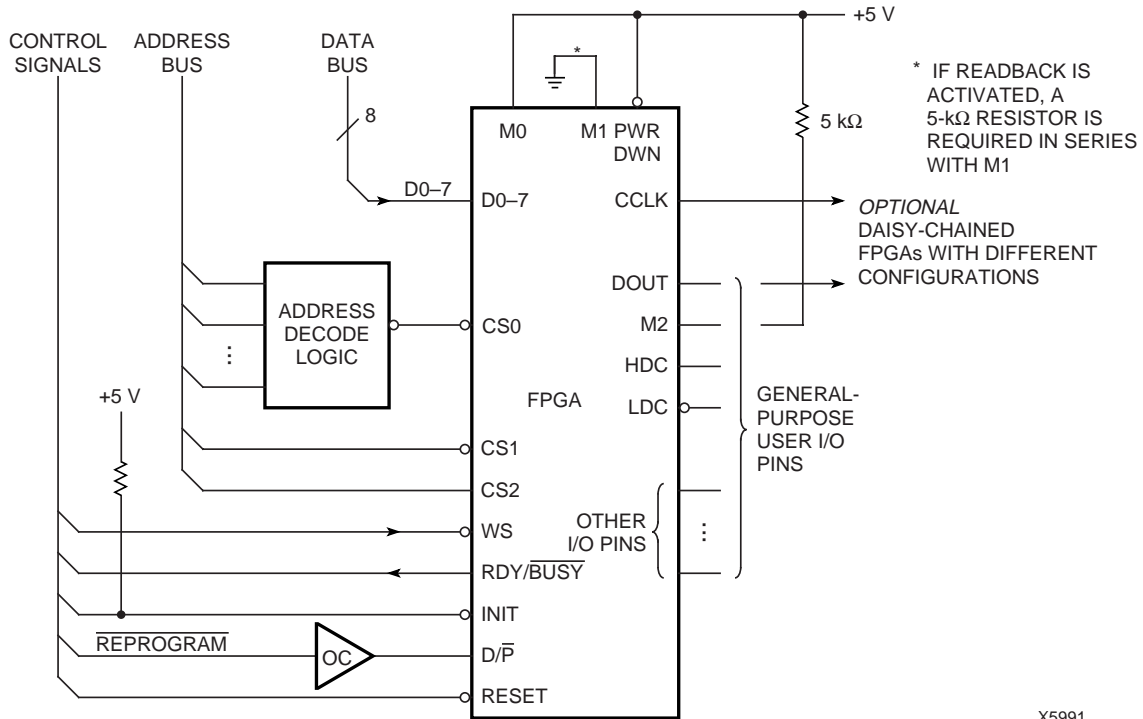 +5 V
CONTROL
SIGNALS
ADDRESS
BUS
DATA
BUS
*
* IF READBACK IS
ACTIVATED, A
5-kΩ RESISTOR IS
REQUIRED IN SERIES
WITH M1
8
5 kΩ
M0
M1
PWR
DWN
D0–7
D0–7
CCLK
OPTIONAL
DAISY-CHAINED
FPGAs WITH DIFFERENT
CONFIGURATIONS
ADDRESS
DECODE
LOGIC
DOUT
CS0
M2
HDC
FPGA
LDC
GENERAL-
PURPOSE
USER I/O
PINS
+5 V
CS1
CS2
OTHER
I/O PINS
WS
RDY/B̅U̅S̅Y̅
INIT
R̅E̅P̅R̅O̅G̅R̅A̅M̅
OC
D/P̅
RESET
X5991